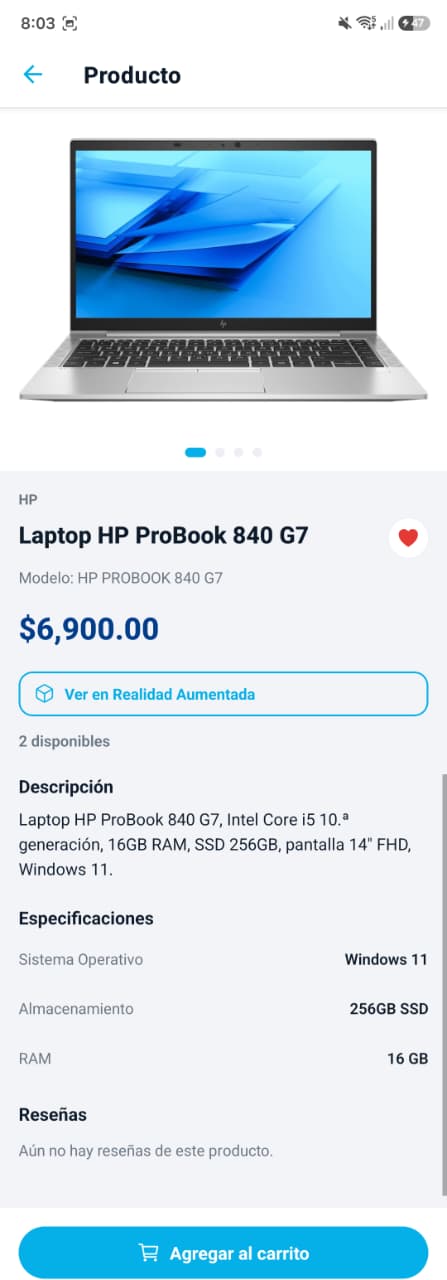 8:03
47
Producto
HP
Laptop HP ProBook 840 G7
Modelo: HP PROBOOK 840 G7
$6,900.00
Ver en Realidad Aumentada
2 disponibles
Descripción
Laptop HP ProBook 840 G7, Intel Core i5 10.ª
generación, 16GB RAM, SSD 256GB, pantalla 14" FHD,
Windows 11.
Especificaciones
Sistema Operativo Windows 11
Almacenamiento 256GB SSD
RAM 16 GB
Reseñas
Aún no hay reseñas de este producto.
Agregar al carrito